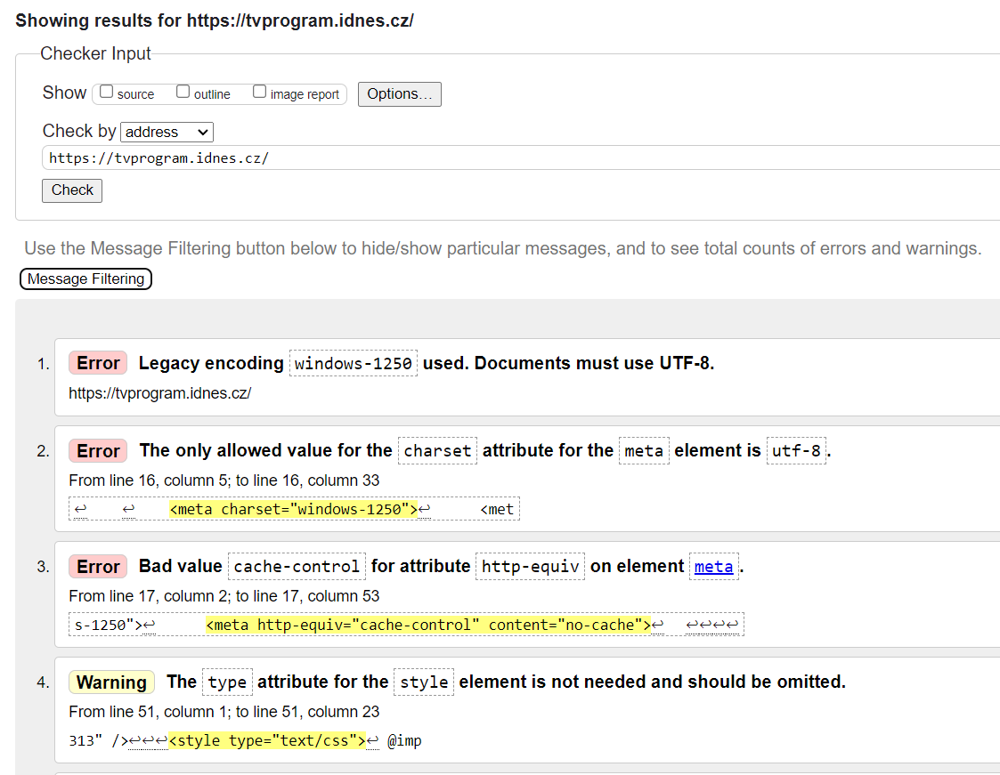 Showing results for https://tvprogram.idnes.cz/
Checker Input
Show source outline image report Options...
Check by address
https://tvprogram.idnes.cz/
Check
Use the Message Filtering button below to hide/show particular messages, and to see total counts of errors and warnings.
Message Filtering
1. Error Legacy encoding windows-1250 used. Documents must use UTF-8.
https://tvprogram.idnes.cz/
2. Error The only allowed value for the charset attribute for the meta element is utf-8.
From line 16, column 5; to line 16, column 33
↩ ↩ <meta charset="windows-1250">↩ <met
3. Error Bad value cache-control for attribute http-equiv on element meta.
From line 17, column 2; to line 17, column 53
s-1250">↩ <meta http-equiv="cache-control" content="no-cache">↩ ↩↩↩↩
4. Warning The type attribute for the style element is not needed and should be omitted.
From line 51, column 1; to line 51, column 23
313" />↩↩↩<style type="text/css">↩ @imp